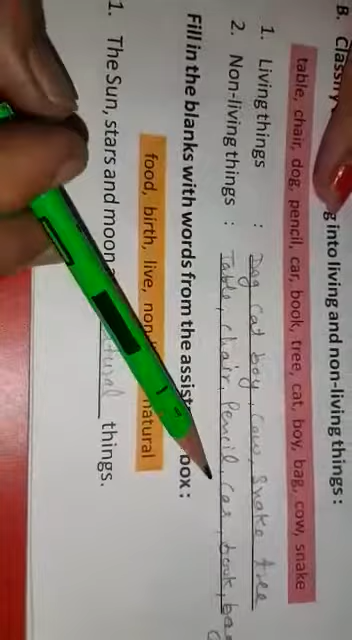 B. Classify
g into living and non-living things :
table, chair, dog, pencil, car, book, tree, cat, boy, bag, cow, snake
1. Living things : Dog Cat boy, cow, Snake tree
2. Non-living things : Table, chair, Pencil, car, book, ba
Fill in the blanks with words from the assist box :
food, birth, live, non- natural
1. The Sun, stars and moon tural things.